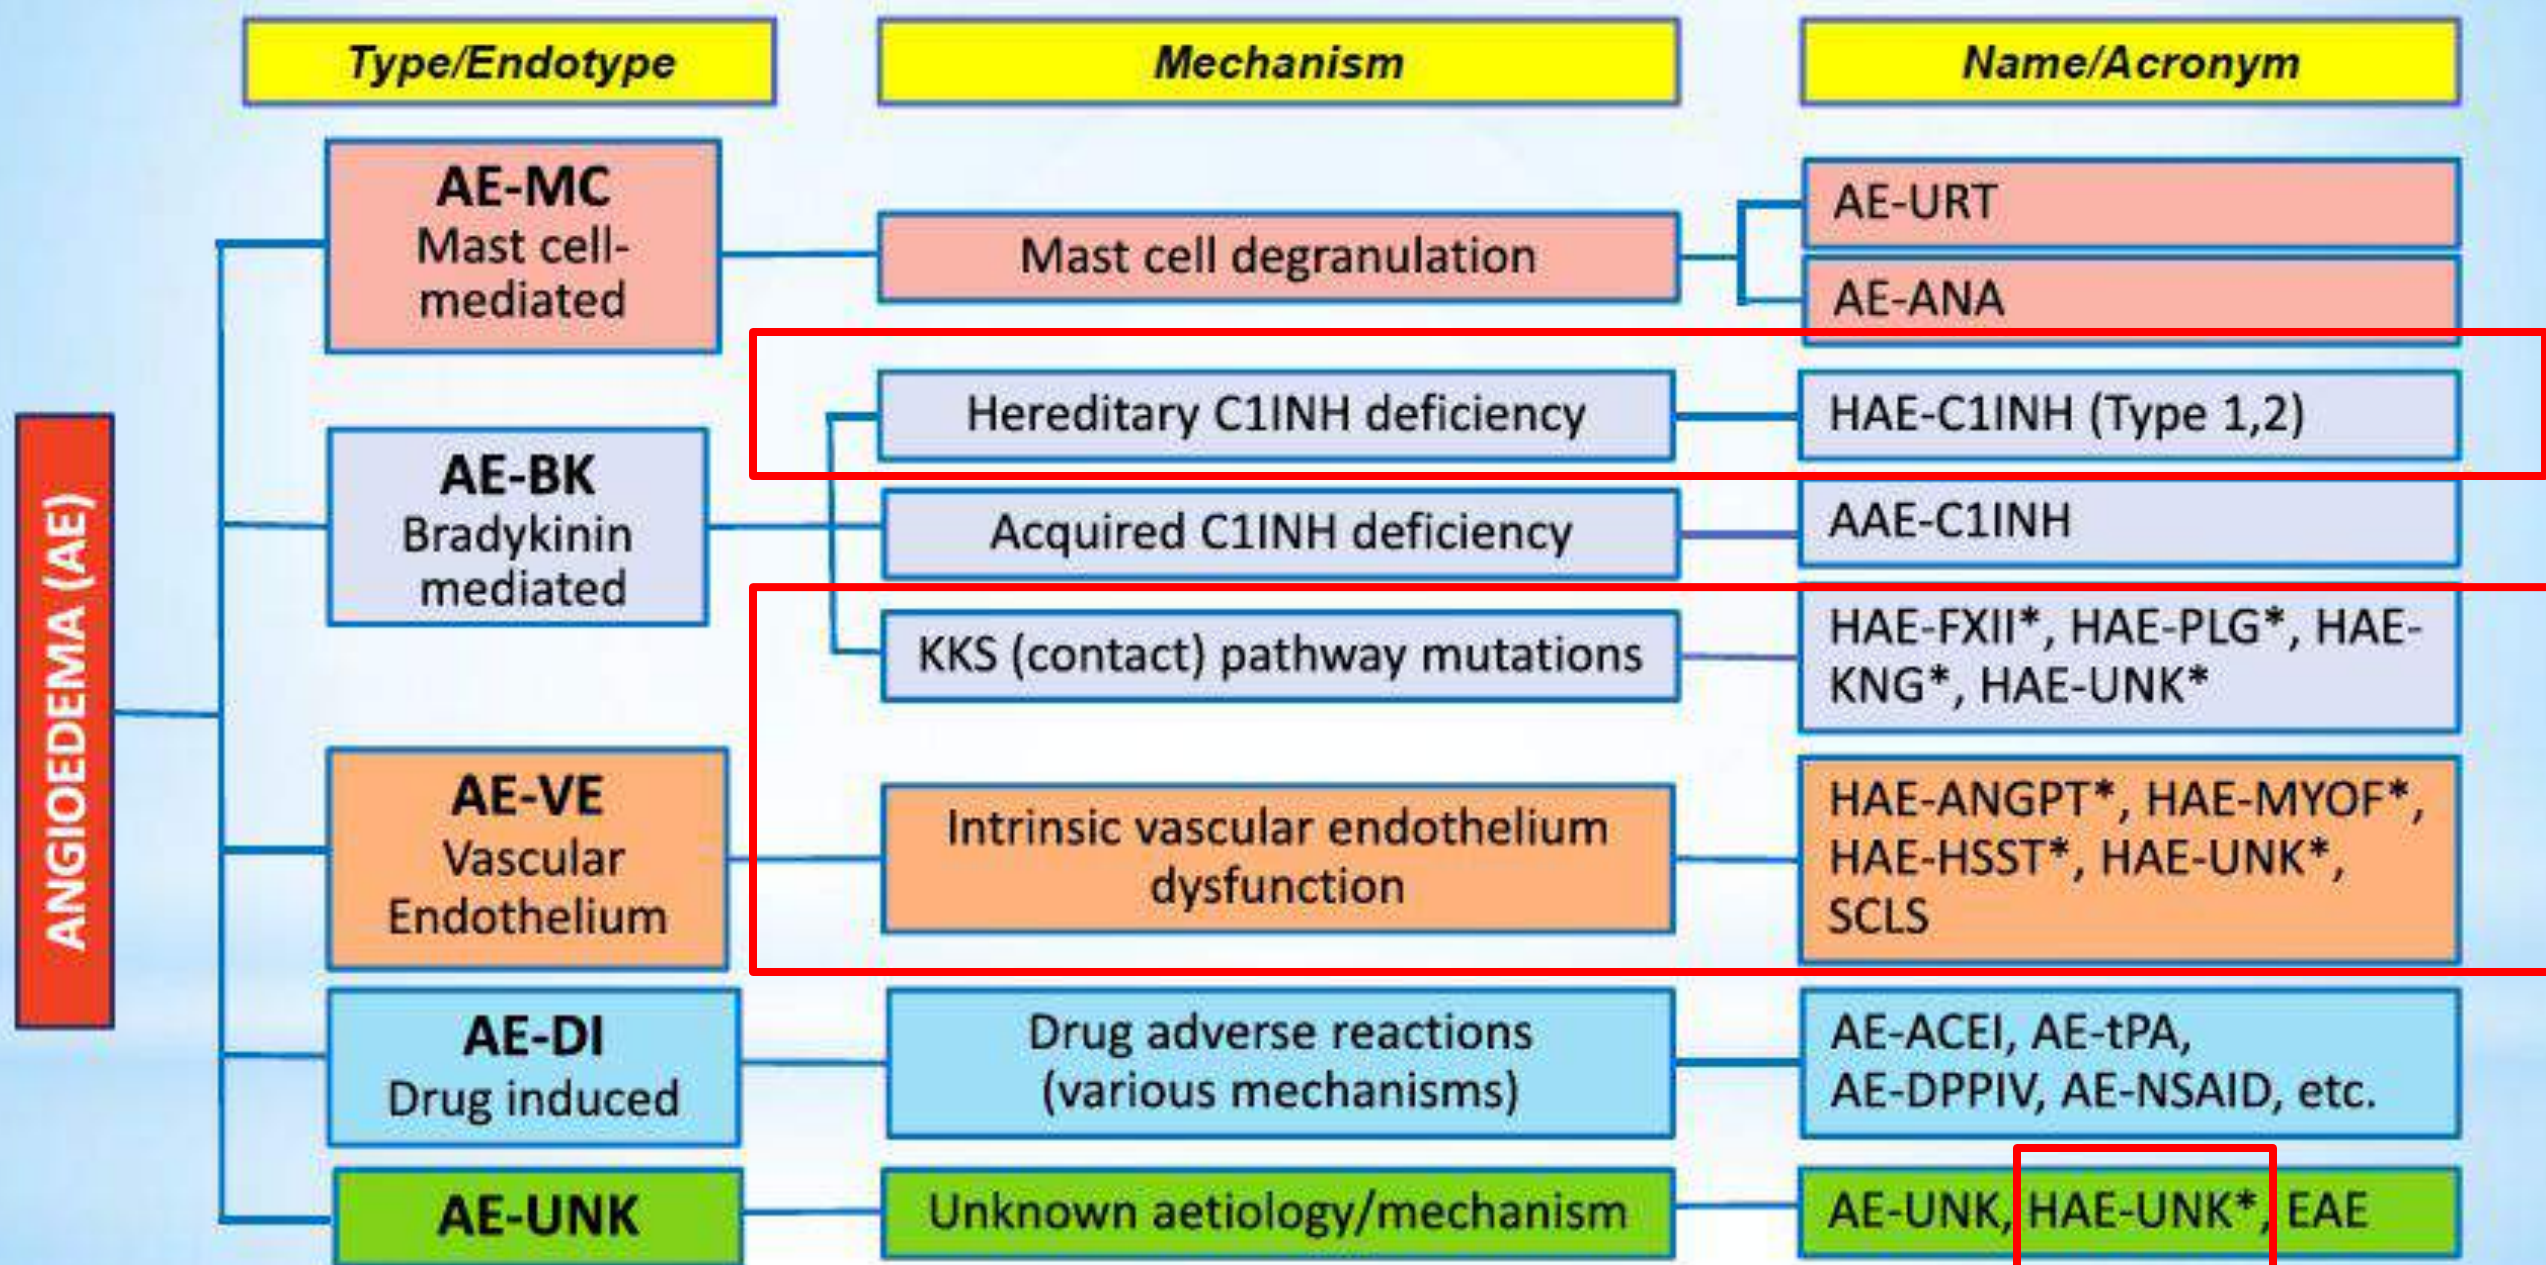 Type/Endotype
Mechanism
Name/Acronym
ANGIOEDEMA (AE)
AE-MC
Mast cell-
mediated
Mast cell degranulation
AE-URT
AE-ANA
AE-BK
Bradykinin
mediated
Hereditary C1INH deficiency
HAE-C1INH (Type 1,2)
Acquired C1INH deficiency
AAE-C1INH
KKS (contact) pathway mutations
HAE-FXII*, HAE-PLG*, HAE-
KNG*, HAE-UNK*
AE-VE
Vascular
Endothelium
Intrinsic vascular endothelium
dysfunction
HAE-ANGPT*, HAE-MYOF*,
HAE-HSST*, HAE-UNK*,
SCLS
AE-DI
Drug induced
Drug adverse reactions
(various mechanisms)
AE-ACEI, AE-tPA,
AE-DPPIV, AE-NSAID, etc.
AE-UNK
Unknown aetiology/mechanism
AE-UNK, HAE-UNK*, EAE